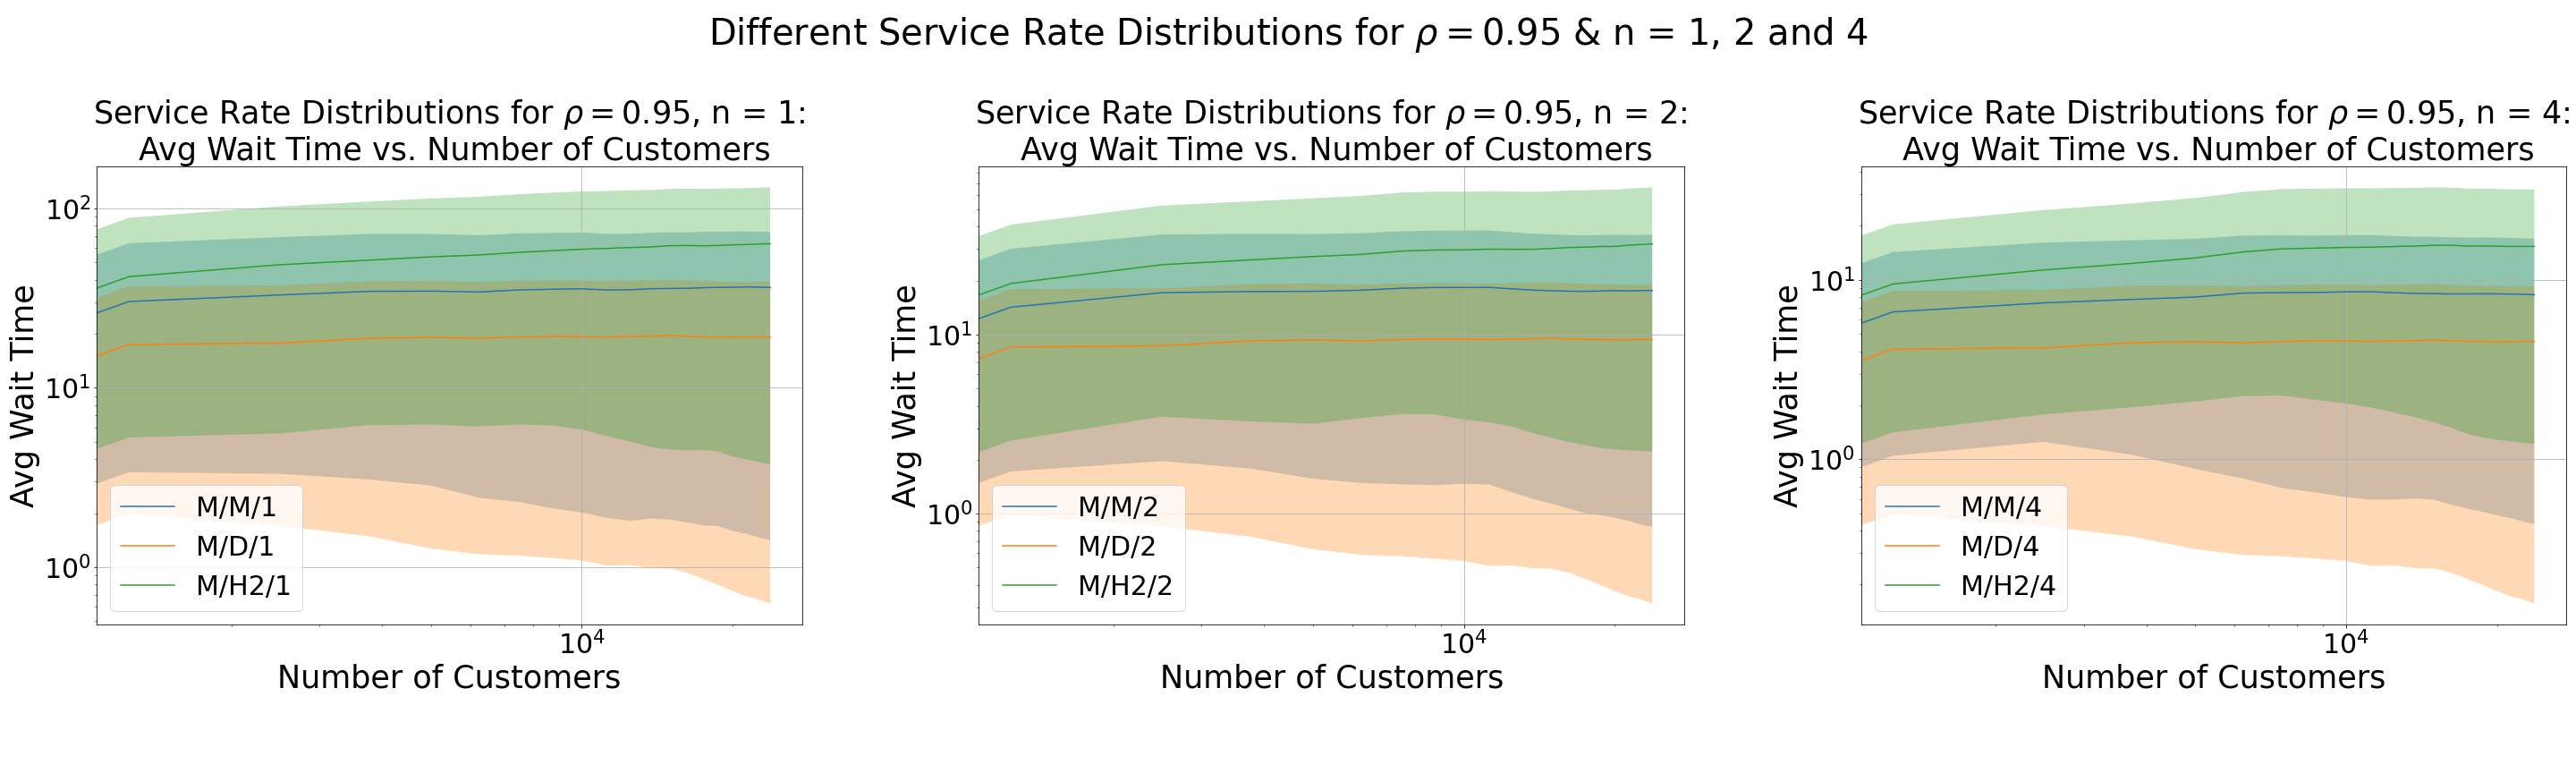 Different Service Rate Distributions for ρ = 0.95 & n = 1, 2 and 4
Service Rate Distributions for ρ = 0.95, n = 1:
Avg Wait Time vs. Number of Customers
10²
10¹
10⁰
Avg Wait Time
M/M/1
M/D/1
M/H2/1
10⁴
Number of Customers
Service Rate Distributions for ρ = 0.95, n = 2:
Avg Wait Time vs. Number of Customers
10¹
10⁰
Avg Wait Time
M/M/2
M/D/2
M/H2/2
10⁴
Number of Customers
Service Rate Distributions for ρ = 0.95, n = 4:
Avg Wait Time vs. Number of Customers
10¹
10⁰
Avg Wait Time
M/M/4
M/D/4
M/H2/4
10⁴
Number of Customers